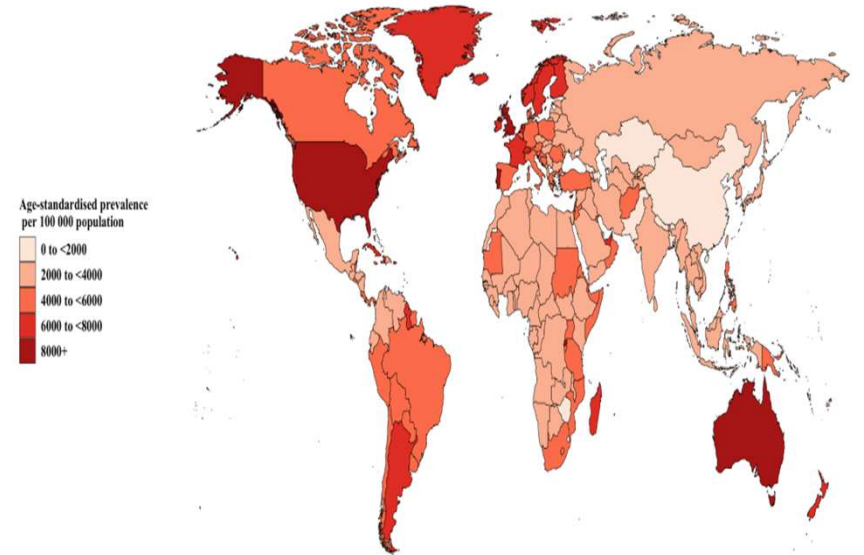 Age-standardised prevalence
per 100 000 population
0 to <2000
2000 to <4000
4000 to <6000
6000 to <8000
8000+